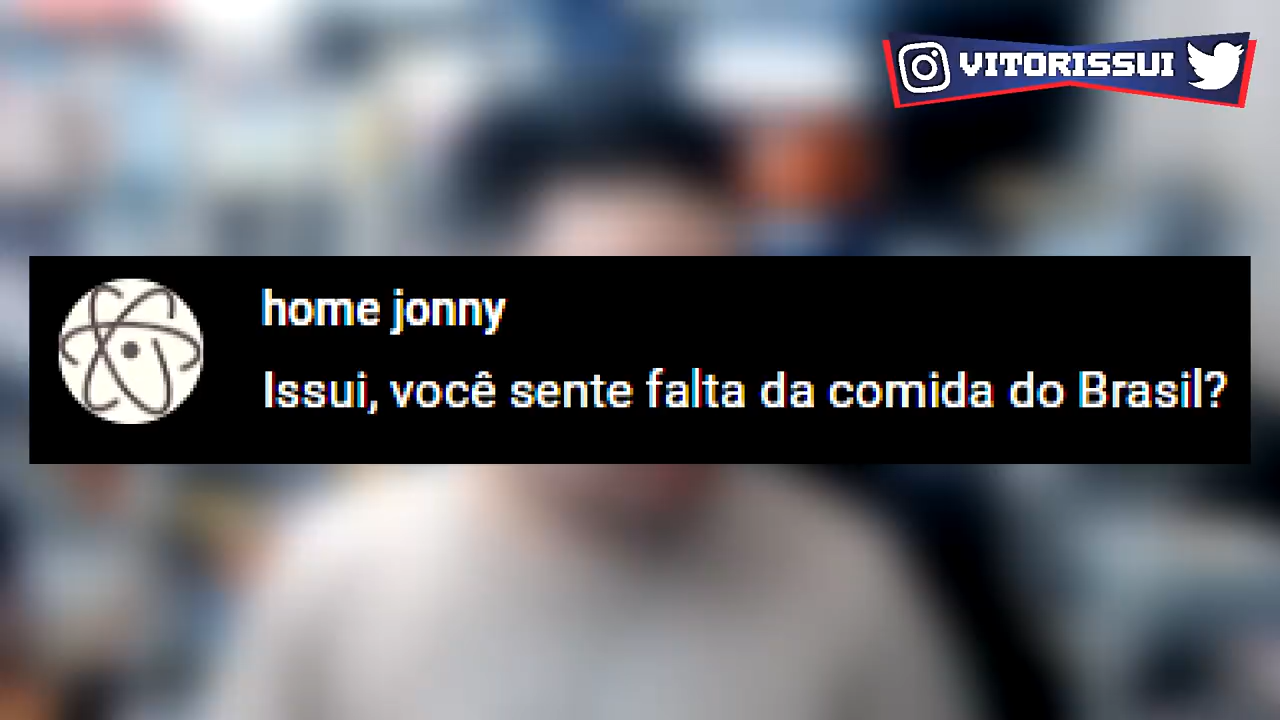 VITORISSUI
home jonny
Issui, você sente falta da comida do Brasil?